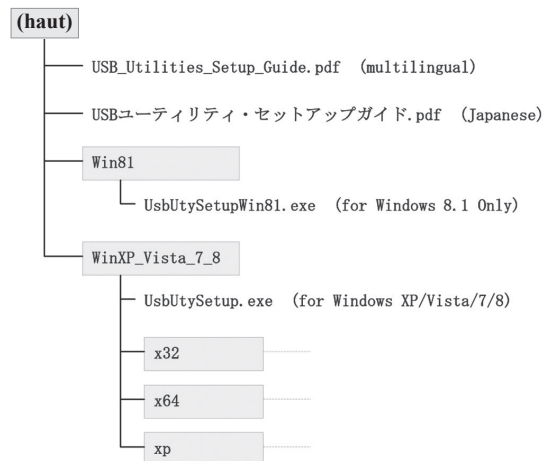 (haut)
USB_Utilities_Setup_Guide.pdf (multilingual)
USBユーティリティ・セットアップガイド.pdf (Japanese)
Win81
UsbUtySetupWin81.exe (for Windows 8.1 Only)
WinXP_Vista_7_8
UsbUtySetup.exe (for Windows XP/Vista/7/8)
x32
x64
xp